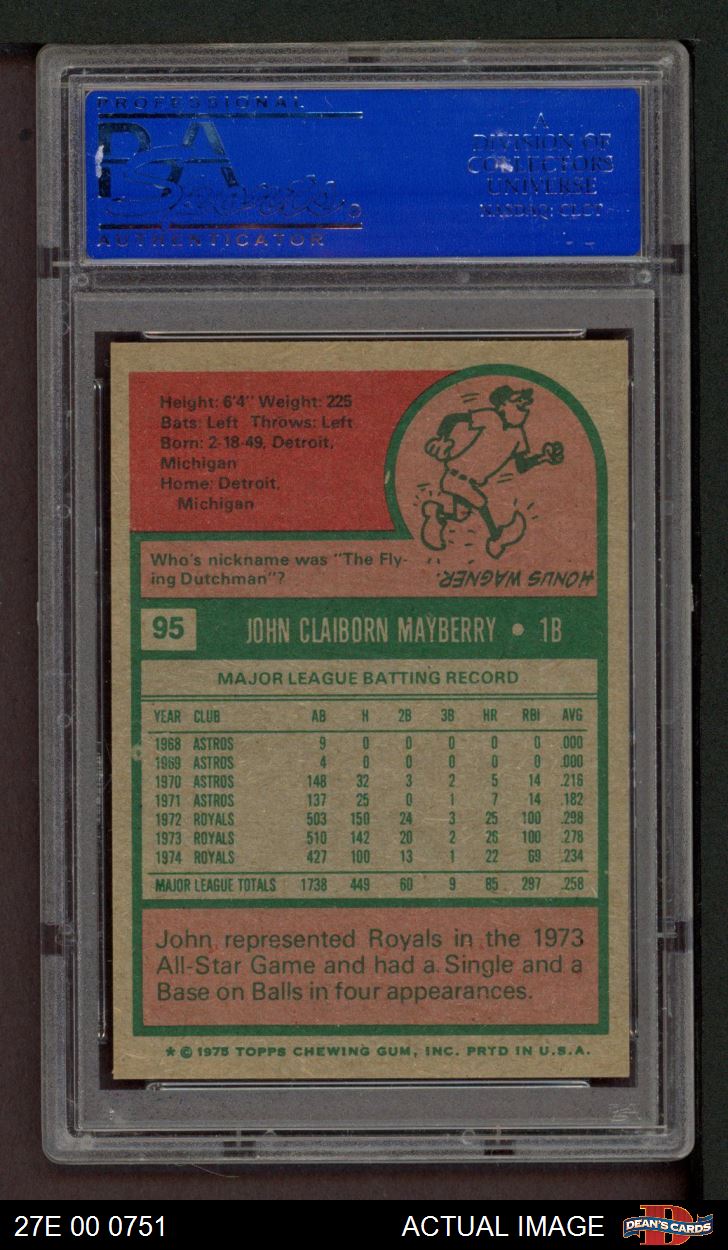 PROFESSIONAL
PSA
Sports
AUTHENTICATOR
A
DIVISION OF
COLLECTORS
UNIVERSE
NASDAQ: CLCT
Height: 6'4" Weight: 225
Bats: Left Throws: Left
Born: 2-18-49, Detroit,
Michigan
Home: Detroit,
Michigan
Who's nickname was "The Fly-
ing Dutchman"?
HONUS WAGNER.
95 JOHN CLAIBORN MAYBERRY • 1B
MAJOR LEAGUE BATTING RECORD
YEAR CLUB AB H 2B 3B HR RBI AVG
1968 ASTROS 9 0 0 0 0 0 .000
1969 ASTROS 4 0 0 0 0 0 .000
1970 ASTROS 148 32 3 2 5 14 .216
1971 ASTROS 137 25 0 1 7 14 .182
1972 ROYALS 503 150 24 3 25 100 .298
1973 ROYALS 510 142 20 2 26 100 .278
1974 ROYALS 427 100 13 1 22 69 .234
MAJOR LEAGUE TOTALS 1738 449 60 9 85 297 .258
John represented Royals in the 1973
All-Star Game and had a Single and a
Base on Balls in four appearances.
* © 1975 TOPPS CHEWING GUM, INC. PRTD IN U.S.A.
27E 00 0751 ACTUAL IMAGE DEAN'S CARDS